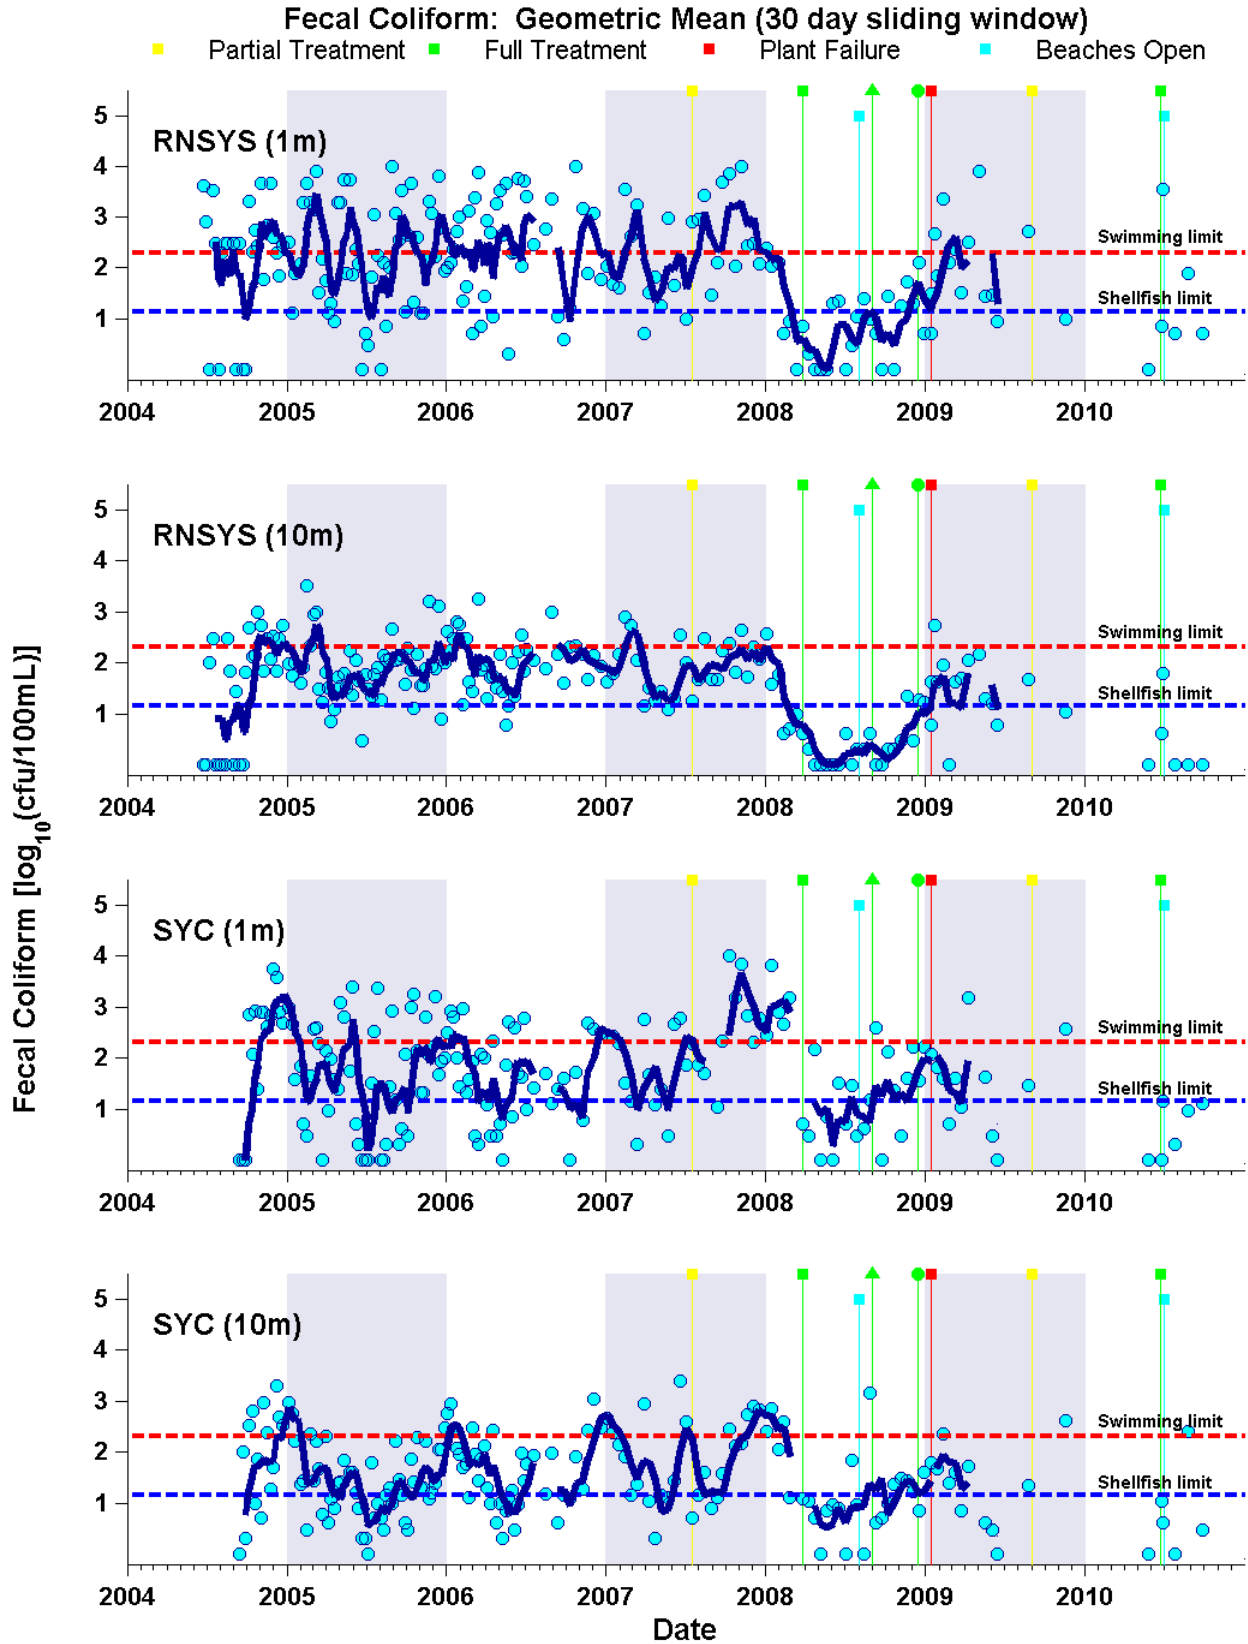 Fecal Coliform: Geometric Mean (30 day sliding window)
Partial Treatment Full Treatment Plant Failure Beaches Open
RNSYS (1m)
5
4
3
2
1
Swimming limit
Shellfish limit
2004 2005 2006 2007 2008 2009 2010
RNSYS (10m)
5
4
3
2
1
Swimming limit
Shellfish limit
2004 2005 2006 2007 2008 2009 2010
Fecal Coliform [log10(cfu/100mL)]
SYC (1m)
5
4
3
2
1
Swimming limit
Shellfish limit
2004 2005 2006 2007 2008 2009 2010
SYC (10m)
5
4
3
2
1
Swimming limit
Shellfish limit
2004 2005 2006 2007 2008 2009 2010
Date